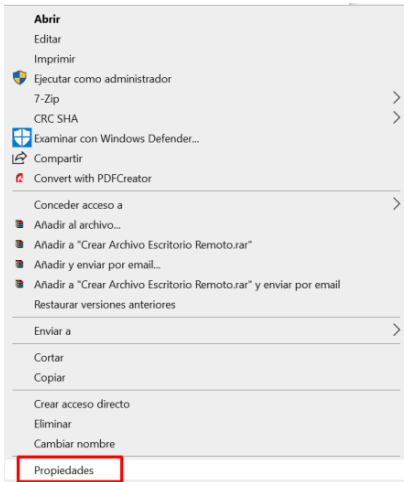 Abrir
Editar
Imprimir
Ejecutar como administrador
7-Zip
CRC SHA
Examinar con Windows Defender...
Compartir
Convert with PDFCreator
Conceder acceso a
Añadir al archivo...
Añadir a "Crear Archivo Escritorio Remoto.rar"
Añadir y enviar por email...
Añadir a "Crear Archivo Escritorio Remoto.rar" y enviar por email
Restaurar versiones anteriores
Enviar a
Cortar
Copiar
Crear acceso directo
Eliminar
Cambiar nombre
Propiedades